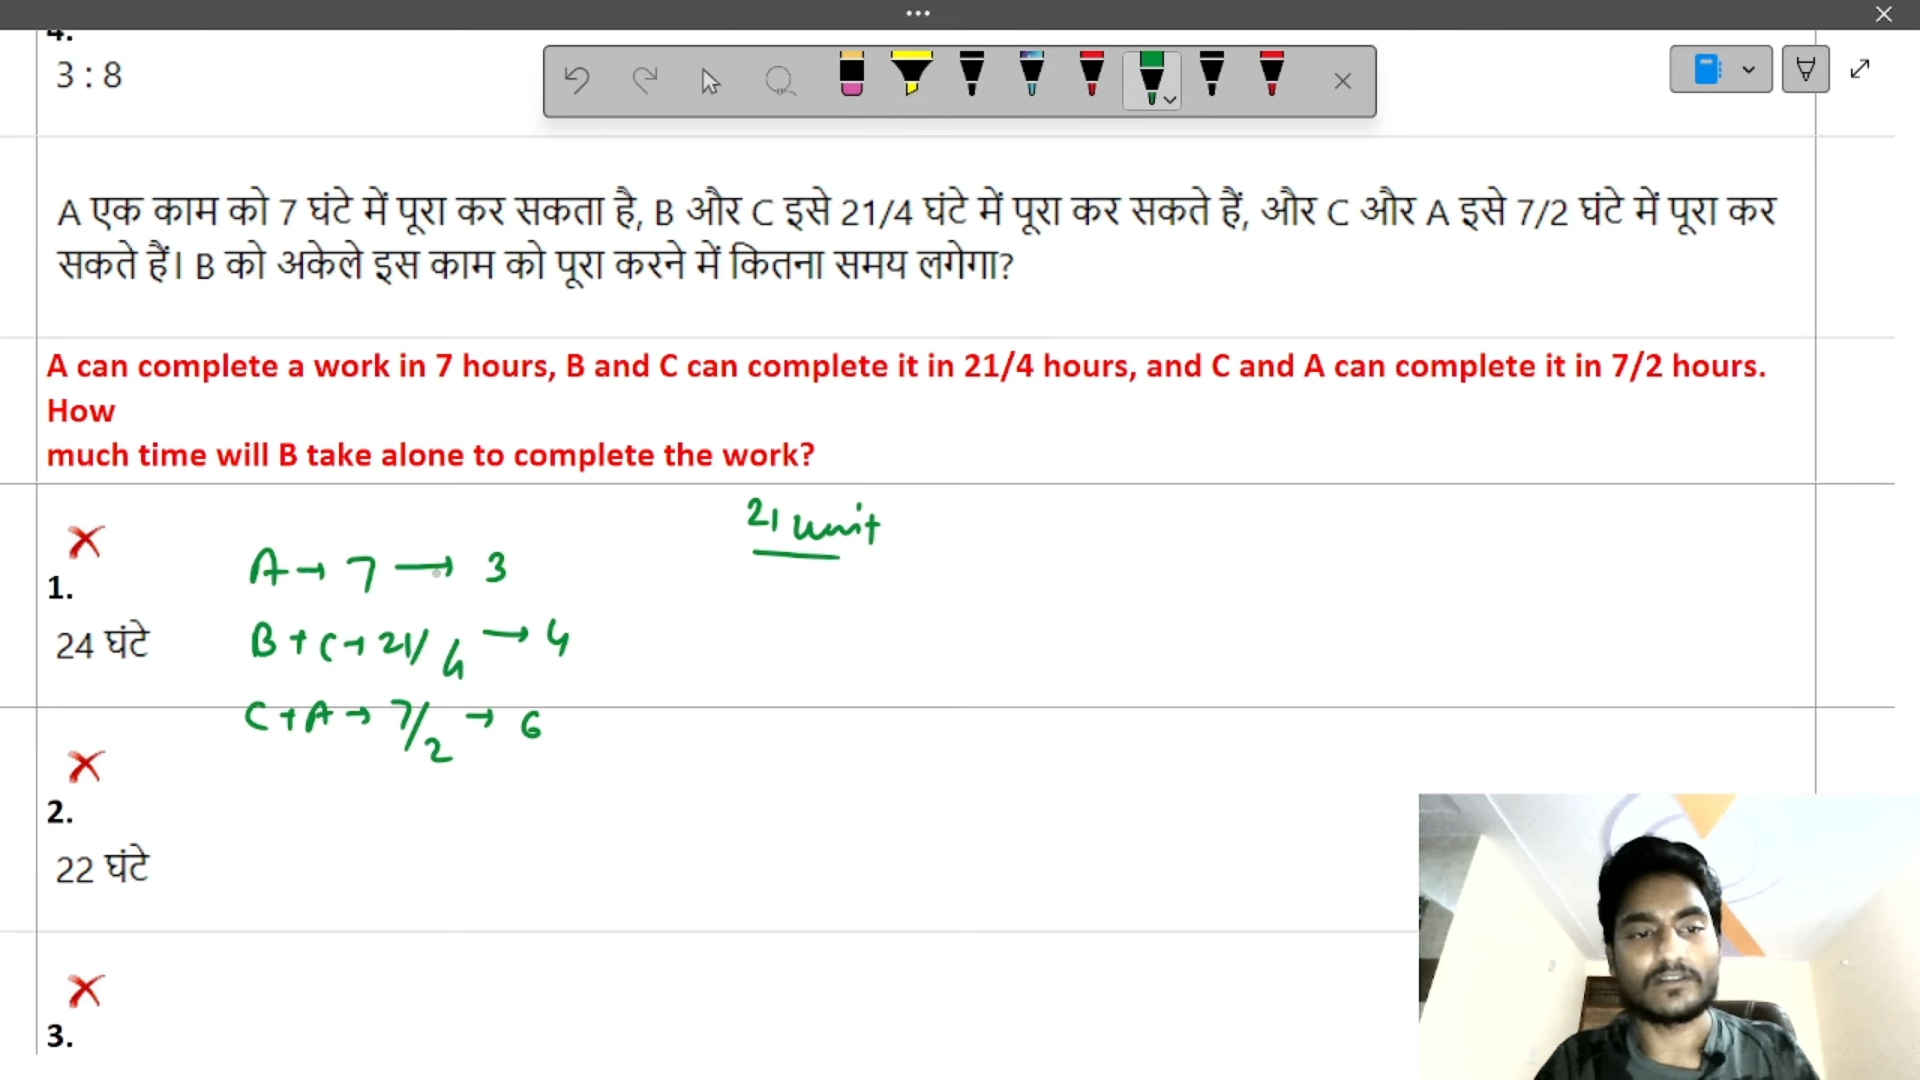 4.
3 : 8
A एक काम को 7 घंटे में पूरा कर सकता है, B और C इसे 21/4 घंटे में पूरा कर सकते हैं, और C और A इसे 7/2 घंटे में पूरा कर
सकते हैं। B को अकेले इस काम को पूरा करने में कितना समय लगेगा?
A can complete a work in 7 hours, B and C can complete it in 21/4 hours, and C and A can complete it in 7/2 hours.
How
much time will B take alone to complete the work?
21 unit
A → 7 → 3
1.
24 घंटे
B + C → 21/4 → 4
C + A → 7/2 → 6
2.
22 घंटे
3.